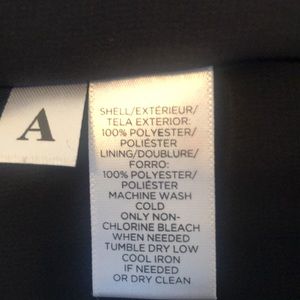 A
SHELL/EXTÉRIEUR/
TELA EXTERIOR:
100% POLYESTER/
POLIÉSTER
LINING/DOUBLURE/
FORRO:
100% POLYESTER/
POLIÉSTER
MACHINE WASH
COLD
ONLY NON-
CHLORINE BLEACH
WHEN NEEDED
TUMBLE DRY LOW
COOL IRON
IF NEEDED
OR DRY CLEAN